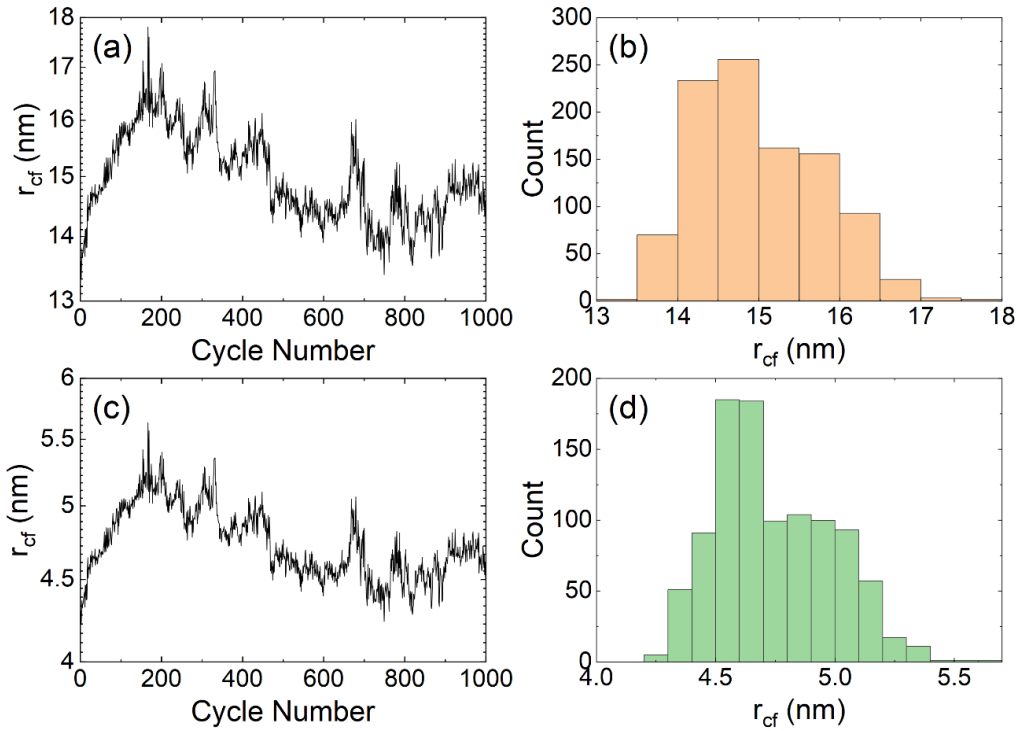 (a)
18
17
16
15
14
13
r_cf (nm)
0 200 400 600 800 1000
Cycle Number
(b)
300
250
200
150
100
50
0
Count
13 14 15 16 17 18
r_cf (nm)
(c)
6
5.5
5
4.5
4
r_cf (nm)
0 200 400 600 800 1000
Cycle Number
(d)
200
150
100
50
0
Count
4.0 4.5 5.0 5.5
r_cf (nm)